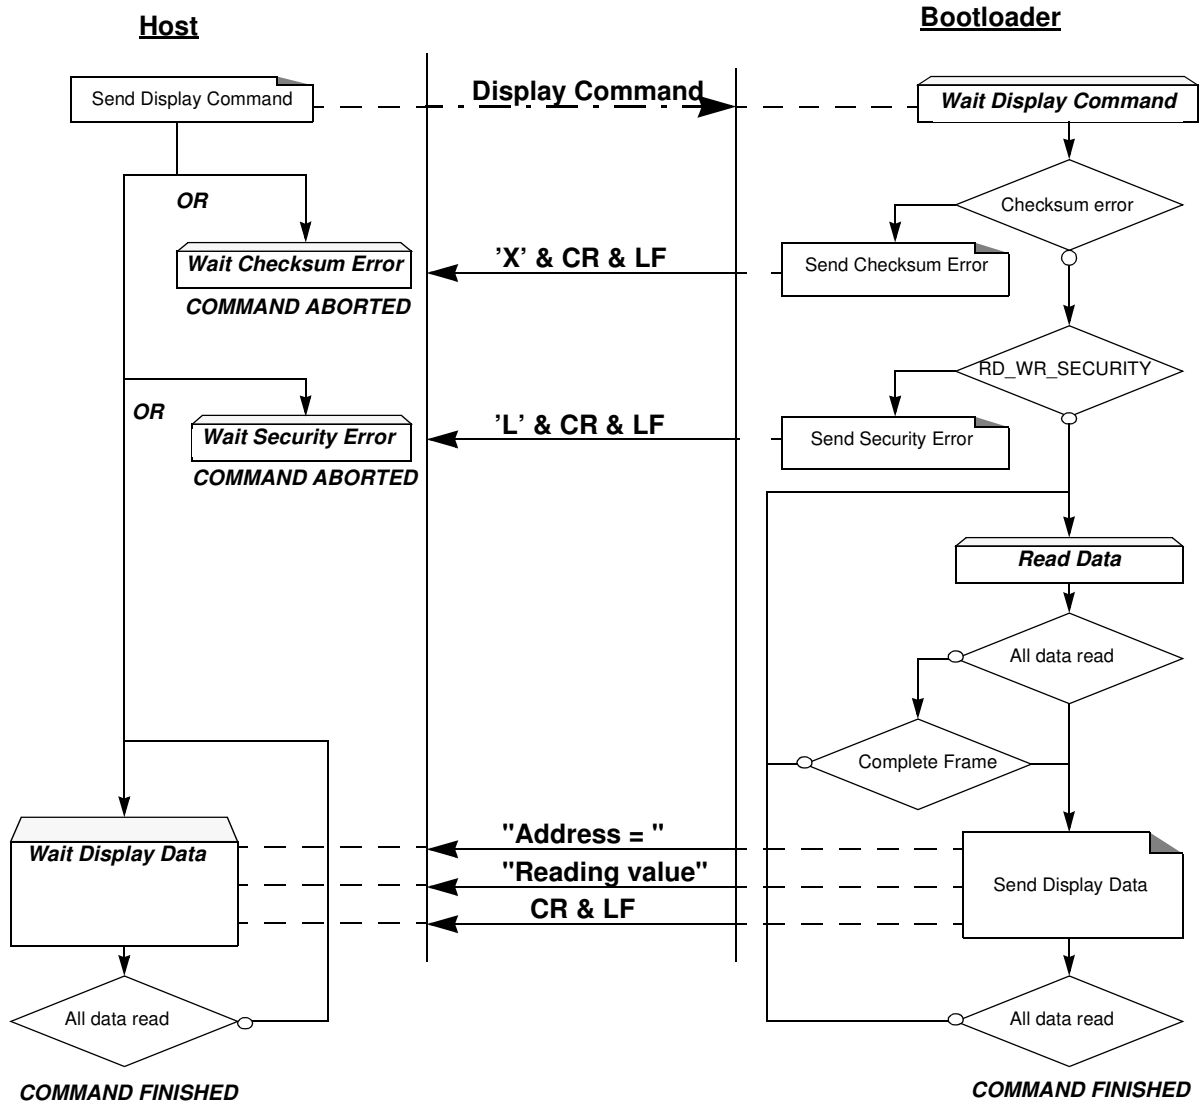 Host
Bootloader
Send Display Command
Display Command
Wait Display Command
OR
Checksum error
Wait Checksum Error
'X' & CR & LF
Send Checksum Error
COMMAND ABORTED
RD_WR_SECURITY
OR
Wait Security Error
'L' & CR & LF
Send Security Error
COMMAND ABORTED
Read Data
All data read
Complete Frame
Wait Display Data
"Address = "
"Reading value"
CR & LF
Send Display Data
All data read
All data read
COMMAND FINISHED
COMMAND FINISHED